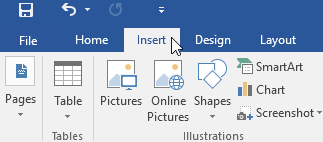 File Home Insert Design Layout
Pages Table Pictures Online Pictures Shapes SmartArt
Chart
Screenshot
Tables Illustrations